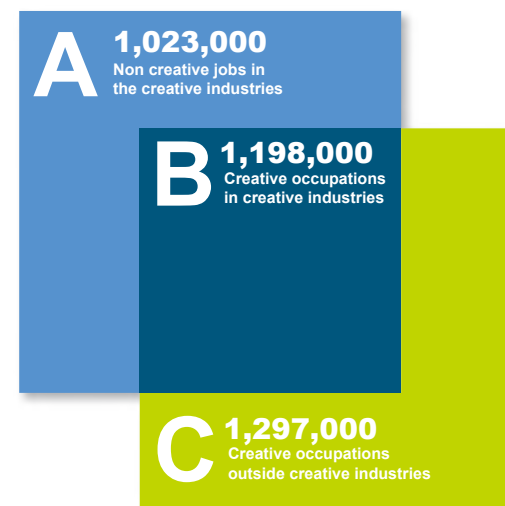 A 1,023,000
Non creative jobs in
the creative industries
B 1,198,000
Creative occupations
in creative industries
C 1,297,000
Creative occupations
outside creative industries